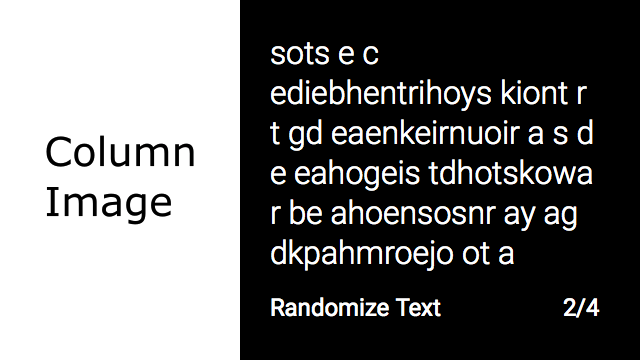 Column
Image
sots e c
ediebhentrihoys kiont r
t gd eaenkeirnuoir a s d
e eahogeis tdhotskowa
r be ahoensosnr ay ag
dkpahmroejo ot a
Randomize Text 2/4